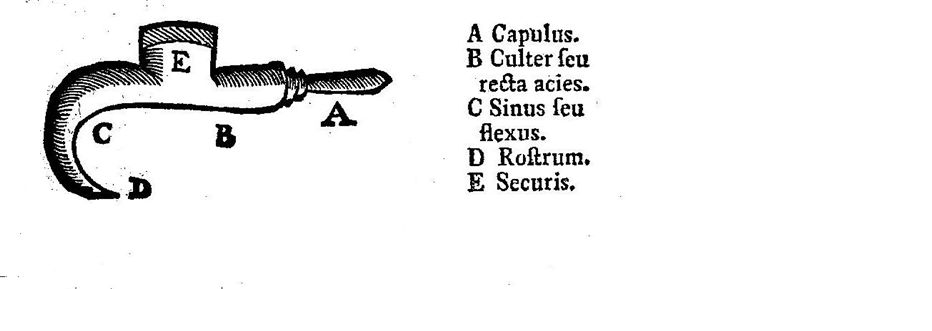 E
C
B
A
D
A Capulus.
B Culter ſeu
recta acies.
C Sinus ſeu
flexus.
D Roſtrum.
E Securis.